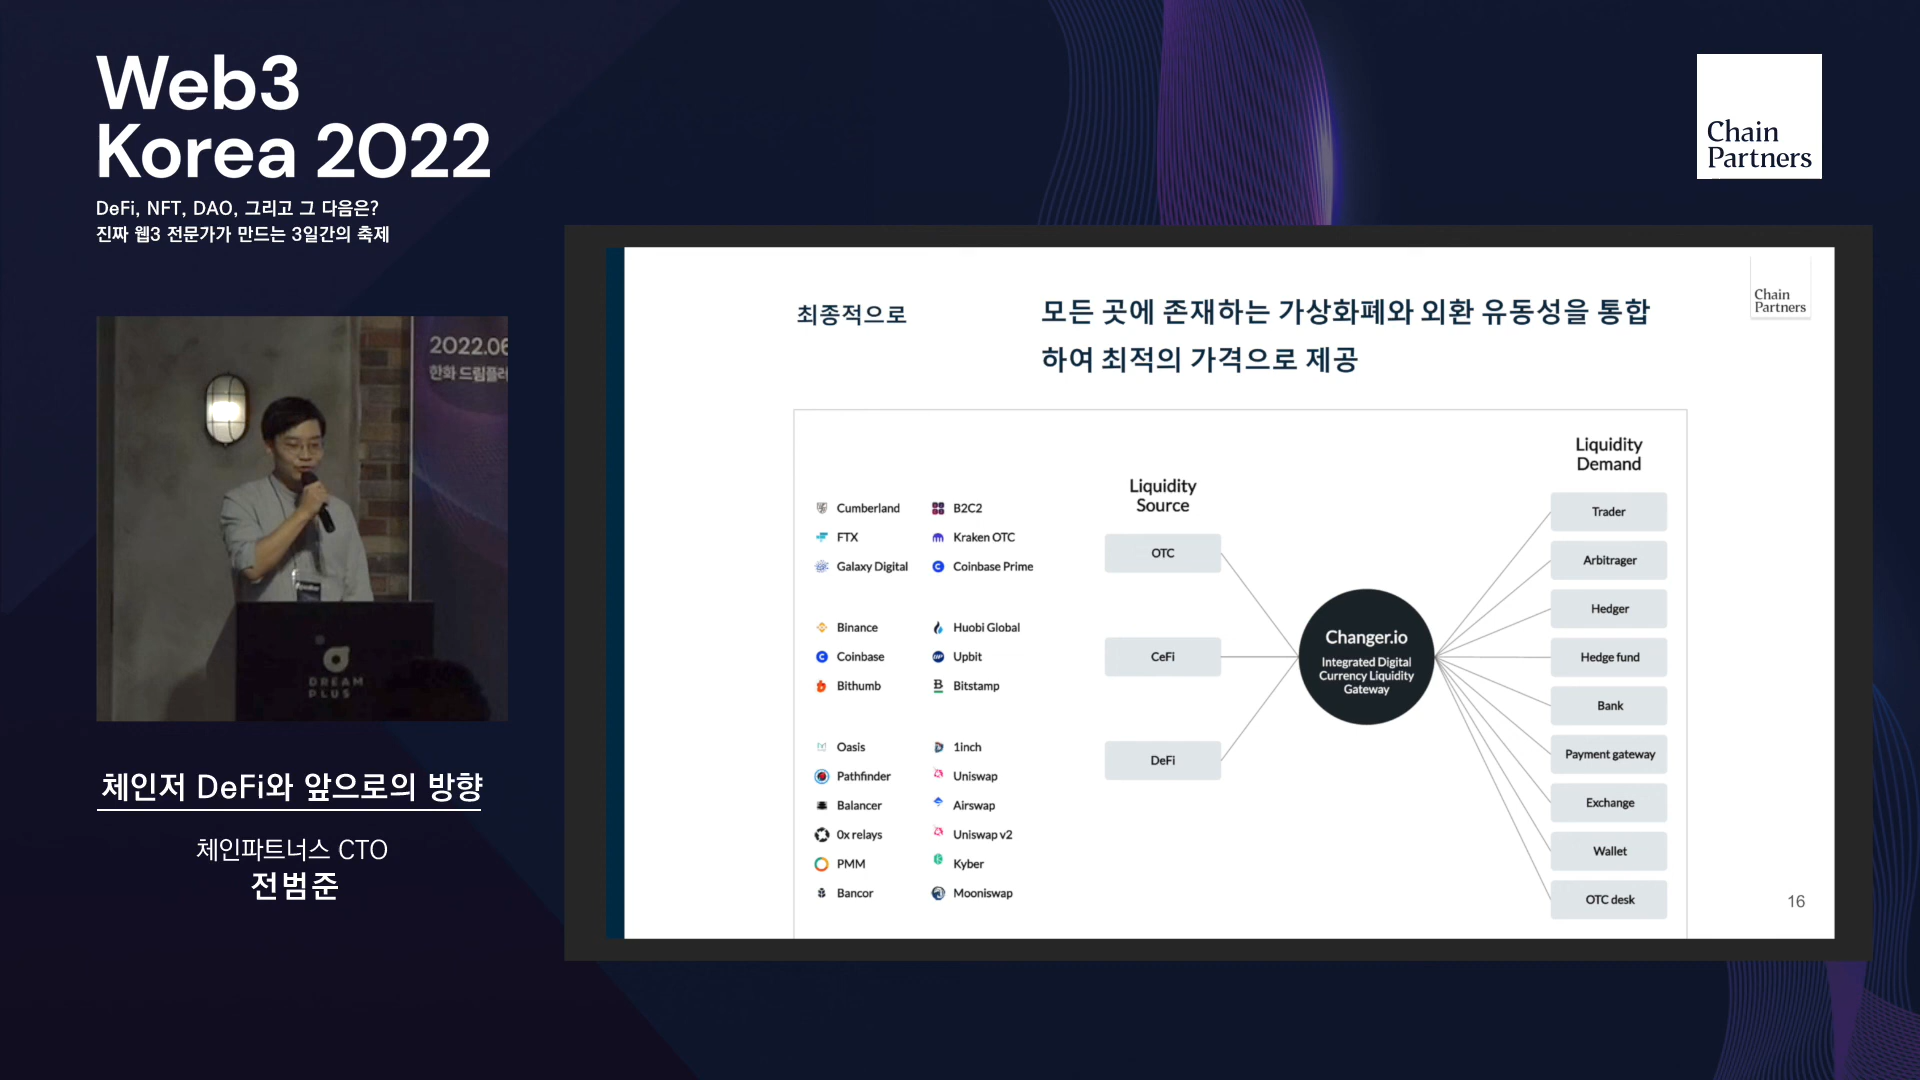 Web3
Korea 2022
DeFi, NFT, DAO, 그리고 그 다음은?
진짜 웹3 전문가가 만드는 3일간의 축제
Chain
Partners
2022.06
한화 드림플러
DREAM
PLUS
체인저 DeFi와 앞으로의 방향
체인파트너스 CTO
전범준
최종적으로
모든 곳에 존재하는 가상화폐와 외환 유동성을 통합
하여 최적의 가격으로 제공
Chain
Partners
Cumberland
B2C2
FTX
Kraken OTC
Galaxy Digital
Coinbase Prime
Binance
Huobi Global
Coinbase
Upbit
Bithumb
Bitstamp
Oasis
1inch
Pathfinder
Uniswap
Balancer
Airswap
0x relays
Uniswap v2
PMM
Kyber
Bancor
Mooniswap
Liquidity
Source
OTC
CeFi
DeFi
Changer.io
Integrated Digital
Currency Liquidity
Gateway
Liquidity
Demand
Trader
Arbitrager
Hedger
Hedge fund
Bank
Payment gateway
Exchange
Wallet
OTC desk
16